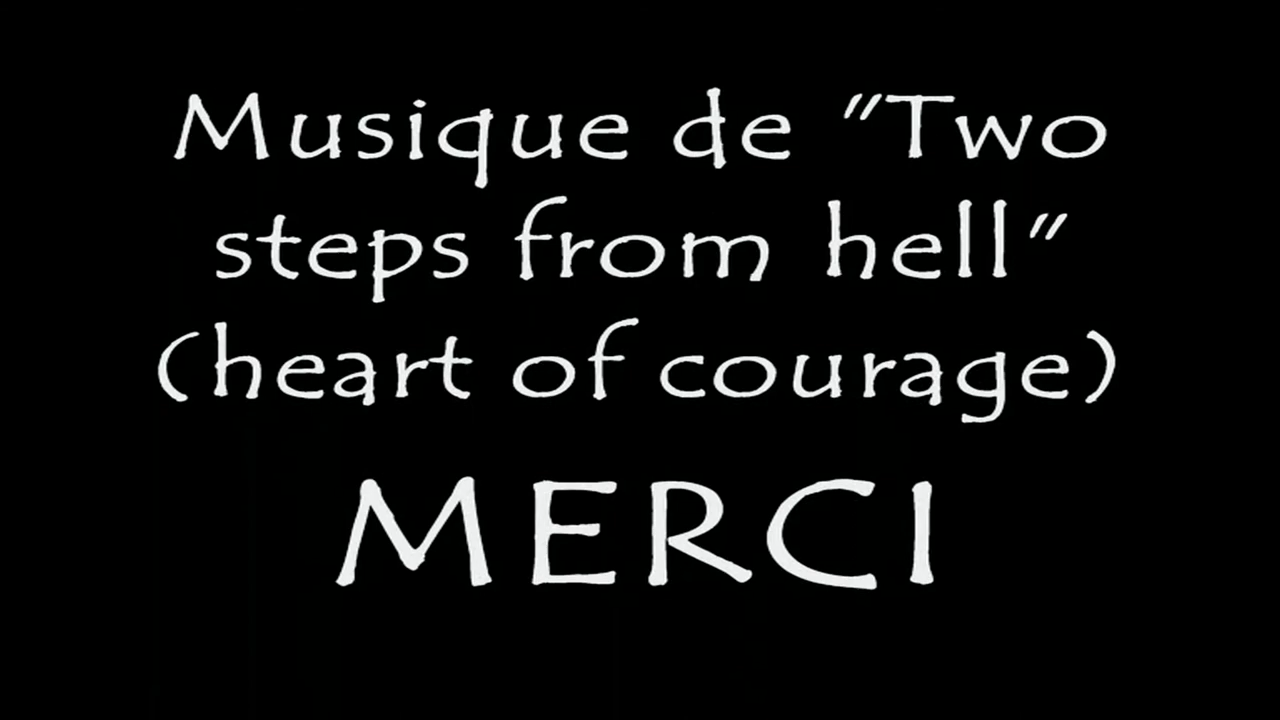 Musique de "Two
steps from hell"
(heart of courage)
MERCI